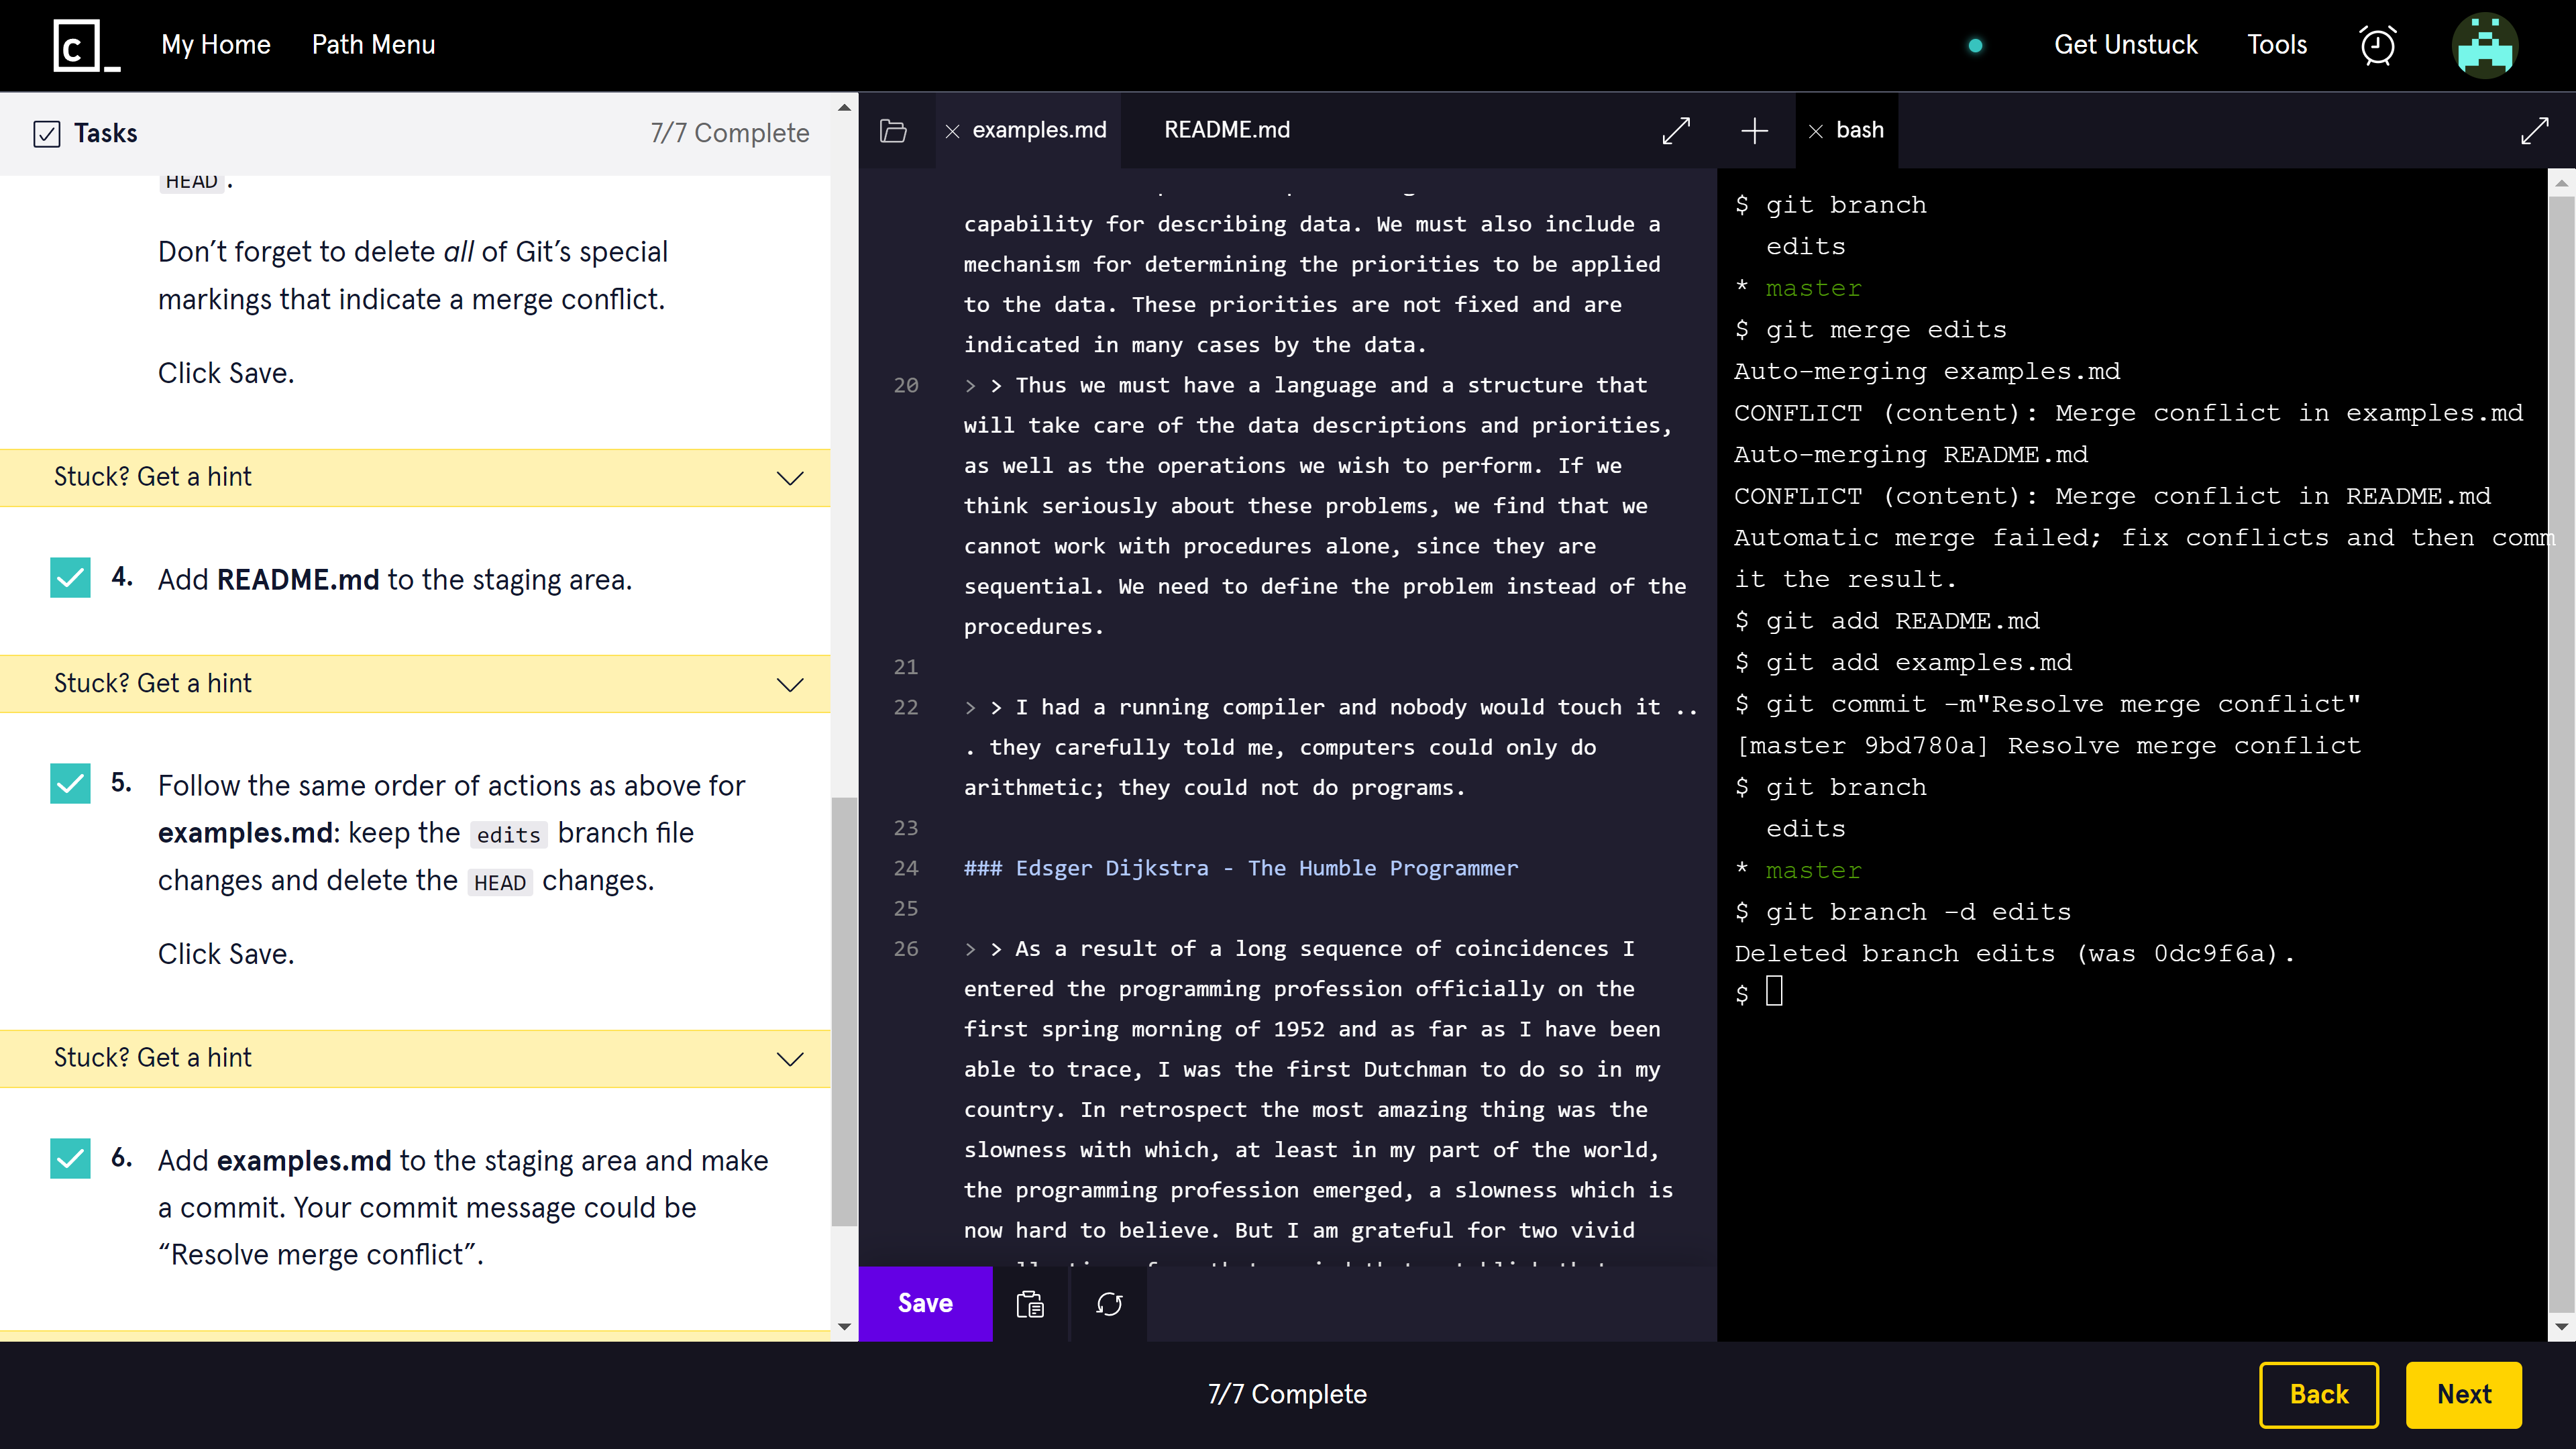 C_
My Home
Path Menu
Get Unstuck
Tools
Tasks
7/7 Complete
HEAD.
Don’t forget to delete all of Git’s special
markings that indicate a merge conflict.
Click Save.
Stuck? Get a hint
4. Add README.md to the staging area.
Stuck? Get a hint
5. Follow the same order of actions as above for
examples.md: keep the edits branch file
changes and delete the HEAD changes.
Click Save.
Stuck? Get a hint
6. Add examples.md to the staging area and make
a commit. Your commit message could be
“Resolve merge conflict”.
examples.md
README.md
capability for describing data. We must also include a
mechanism for determining the priorities to be applied
to the data. These priorities are not fixed and are
indicated in many cases by the data.
20 > > Thus we must have a language and a structure that
will take care of the data descriptions and priorities,
as well as the operations we wish to perform. If we
think seriously about these problems, we find that we
cannot work with procedures alone, since they are
sequential. We need to define the problem instead of the
procedures.
21
22 > > I had a running compiler and nobody would touch it ..
. they carefully told me, computers could only do
arithmetic; they could not do programs.
23
24 ### Edsger Dijkstra - The Humble Programmer
25
26 > > As a result of a long sequence of coincidences I
entered the programming profession officially on the
first spring morning of 1952 and as far as I have been
able to trace, I was the first Dutchman to do so in my
country. In retrospect the most amazing thing was the
slowness with which, at least in my part of the world,
the programming profession emerged, a slowness which is
now hard to believe. But I am grateful for two vivid
Save
bash
$ git branch
edits
* master
$ git merge edits
Auto-merging examples.md
CONFLICT (content): Merge conflict in examples.md
Auto-merging README.md
CONFLICT (content): Merge conflict in README.md
Automatic merge failed; fix conflicts and then comm
it the result.
$ git add README.md
$ git add examples.md
$ git commit -m"Resolve merge conflict"
[master 9bd780a] Resolve merge conflict
$ git branch
edits
* master
$ git branch -d edits
Deleted branch edits (was 0dc9f6a).
$
7/7 Complete
Back
Next